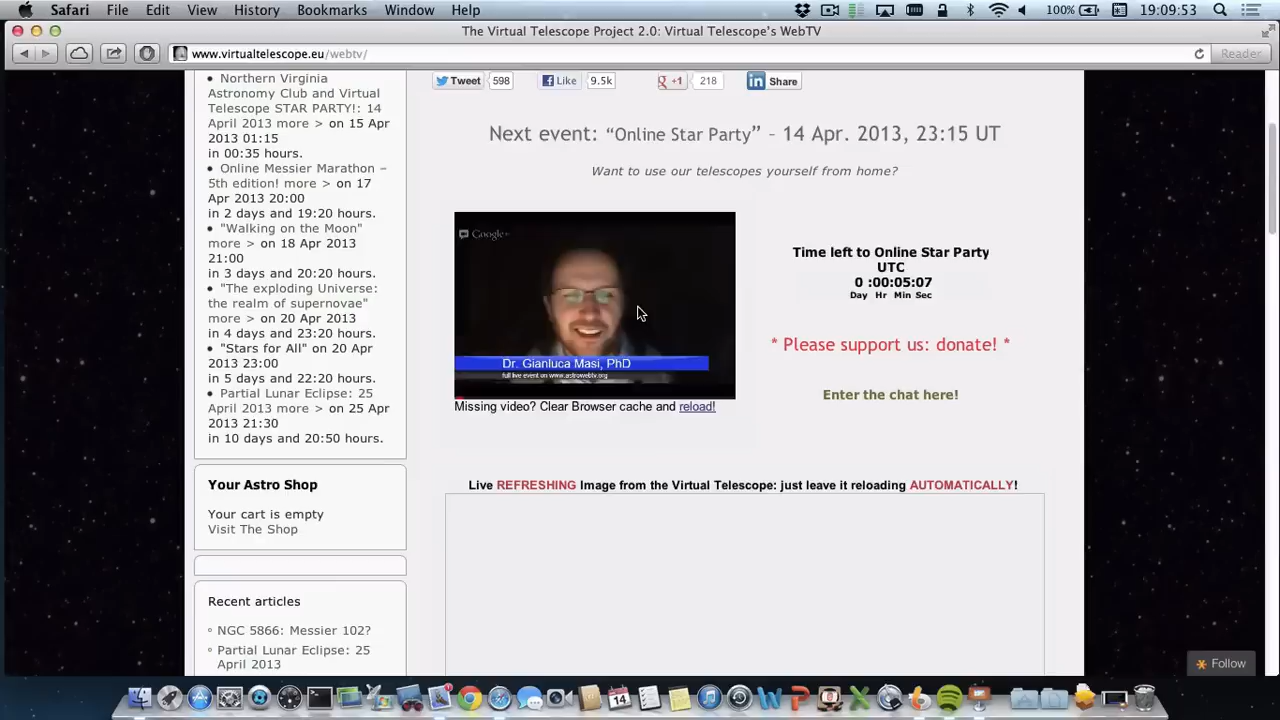 Safari File Edit View History Bookmarks Window Help 100% 19:09:53
The Virtual Telescope Project 2.0: Virtual Telescope's WebTV
www.virtualtelescope.eu/webtv/
Reader
Northern Virginia
Astronomy Club and Virtual
Telescope STAR PARTY!: 14
April 2013 more > on 15 Apr
2013 01:15
in 00:35 hours.
• Online Messier Marathon –
5th edition! more > on 17
Apr 2013 20:00
in 2 days and 19:20 hours.
• "Walking on the Moon"
more > on 18 Apr 2013
21:00
in 3 days and 20:20 hours.
• "The exploding Universe:
the realm of supernovae"
more > on 20 Apr 2013
in 4 days and 23:20 hours.
• "Stars for All" on 20 Apr
2013 23:00
in 5 days and 22:20 hours.
• Partial Lunar Eclipse: 25
April 2013 more > on 25 Apr
2013 21:30
in 10 days and 20:50 hours.
Your Astro Shop
Your cart is empty
Visit The Shop
Recent articles
NGC 5866: Messier 102?
Partial Lunar Eclipse: 25
April 2013
Tweet 598 Like 9.5k +1 218 Share
Next event: “Online Star Party” – 14 Apr. 2013, 23:15 UT
Want to use our telescopes yourself from home?
Google+
Dr. Gianluca Masi, PhD
full live event on www.astrowebtv.org
Missing video? Clear Browser cache and reload!
Time left to Online Star Party
UTC
0 :00:05:07
Day Hr Min Sec
* Please support us: donate! *
Enter the chat here!
Live REFRESHING Image from the Virtual Telescope: just leave it reloading AUTOMATICALLY!
Follow
14